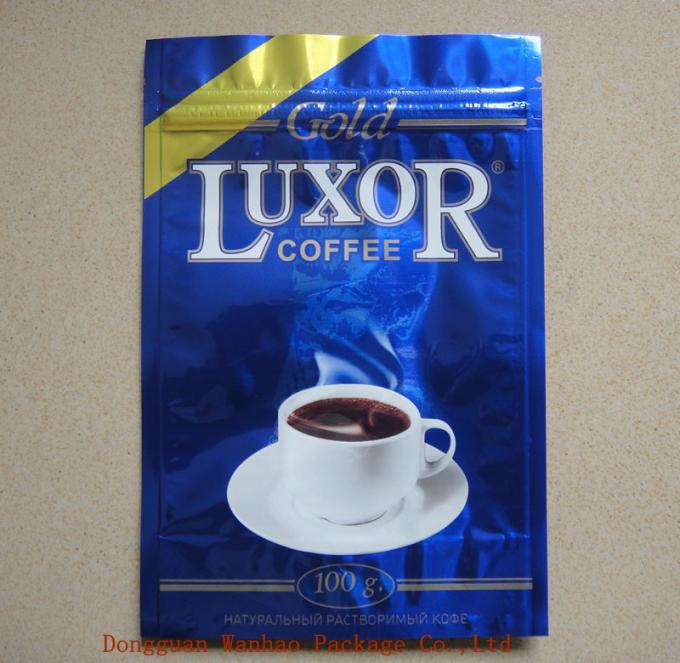 Gold
LUXOR®
COFFEE
100 g.
НАТУРАЛЬНЫЙ РАСТВОРИМЫЙ КОФЕ
Dongguan Wanhao Package Co.,Ltd